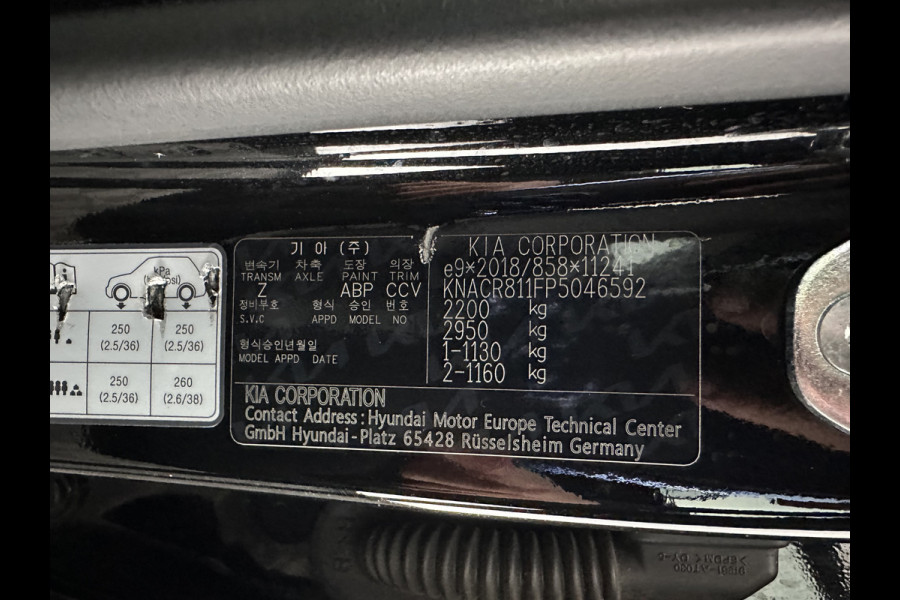 kPa
250 250
(2.5/36) (2.5/36)
250 260
(2.5/36) (2.6/38)
기 아 (주)
변속기 차 축 도장 의장
TRANSM AXLE PAINT TRIM
Z ABP CCV
정비부호 형식 승인 번호
S.V.C APPD MODEL NO
형식승인년월일
MODEL APPD DATE
KIA CORPORATION
e9*2018/858*11241
KNACR811FP5046592
2200 kg
2950 kg
1-1130 kg
2-1160 kg
KIA CORPORATION
Contact Address : Hyundai Motor Europe Technical Center
GmbH Hyundai-Platz 65428 Rüsselsheim Germany